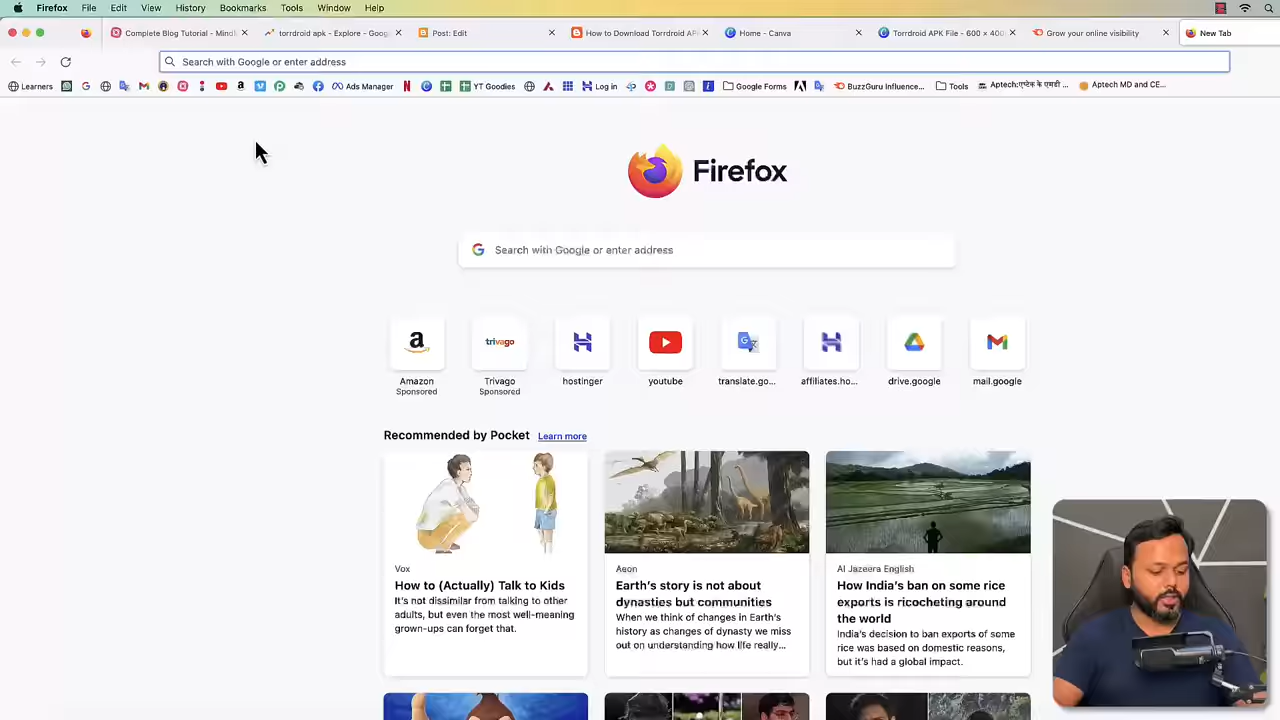 Firefox File Edit View History Bookmarks Tools Window Help
Complete Blog Tutorial - Mind torrdroid apk - Explore - Goog Post: Edit How to Download TorrDroid AP Home - Canva Torrdroid APK File - 600 × 400 Grow your online visibility New Tab
Search with Google or enter address
Learners Ads Manager YT Goodies Log in Google Forms BuzzGuru Influence... Tools Aptech:एप्टेक के एमडी ... Aptech MD and CE...
Firefox
Search with Google or enter address
Amazon Trivago hostinger youtube translate.go... affiliates.ho... drive.google mail.google
Sponsored Sponsored
Recommended by Pocket Learn more
Vox
How to (Actually) Talk to Kids
It's not dissimilar from talking to other
adults, but even the most well-meaning
grown-ups can forget that.
Aeon
Earth's story is not about
dynasties but communities
When we think of changes in Earth's
history as changes of dynasty we miss
out on understanding how life really...
Al Jazeera English
How India's ban on some rice
exports is ricocheting around
the world
India's decision to ban exports of some
rice was based on domestic reasons,
but it's had a global impact.